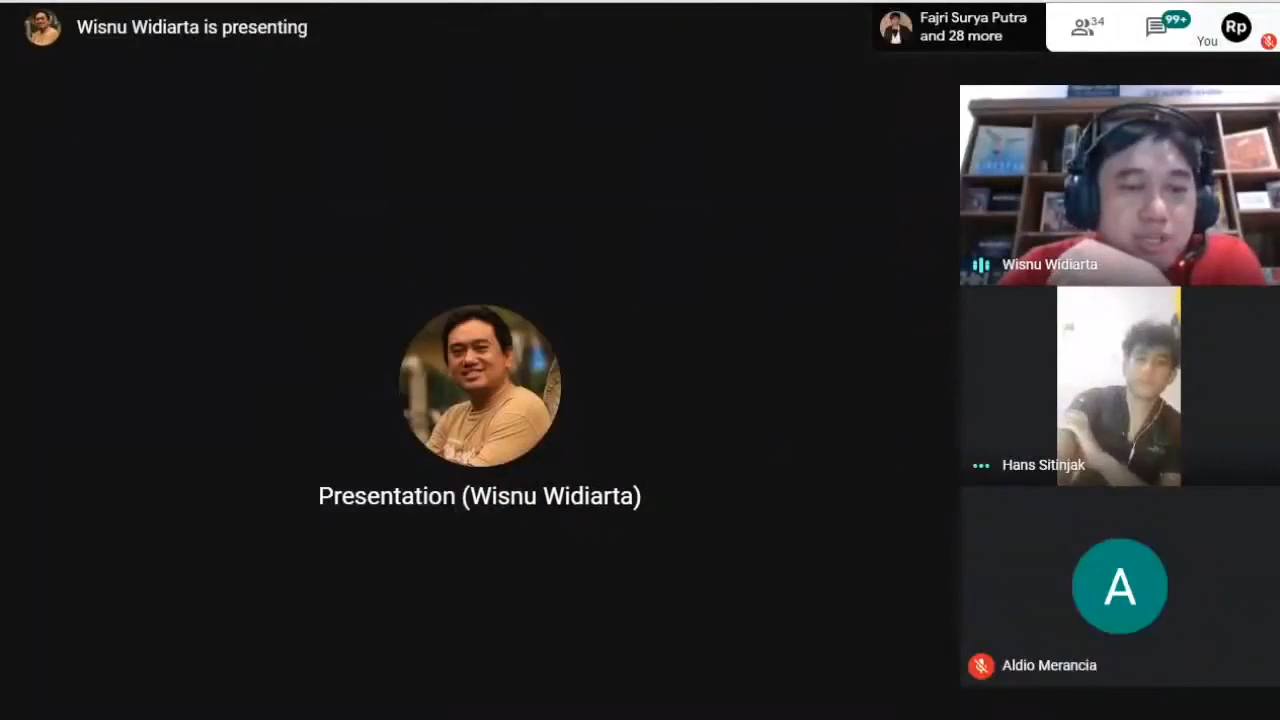 Wisnu Widiarta is presenting
Fajri Surya Putra
and 28 more
34
99+
You
Rp
Wisnu Widiarta
Hans Sitinjak
Presentation (Wisnu Widiarta)
A
Aldio Merancia